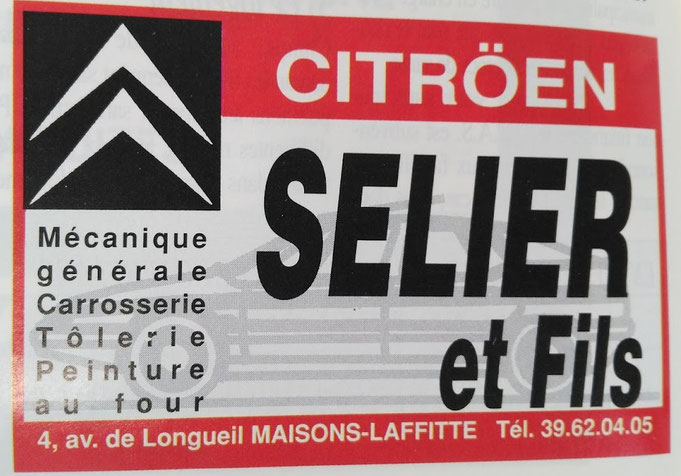 CITRÖEN
SELIER
et Fils
Mécanique
générale
Carrosserie
Tôlerie
Peinture
au four
4, av. de Longueil MAISONS-LAFFITTE Tél. 39.62.04.05